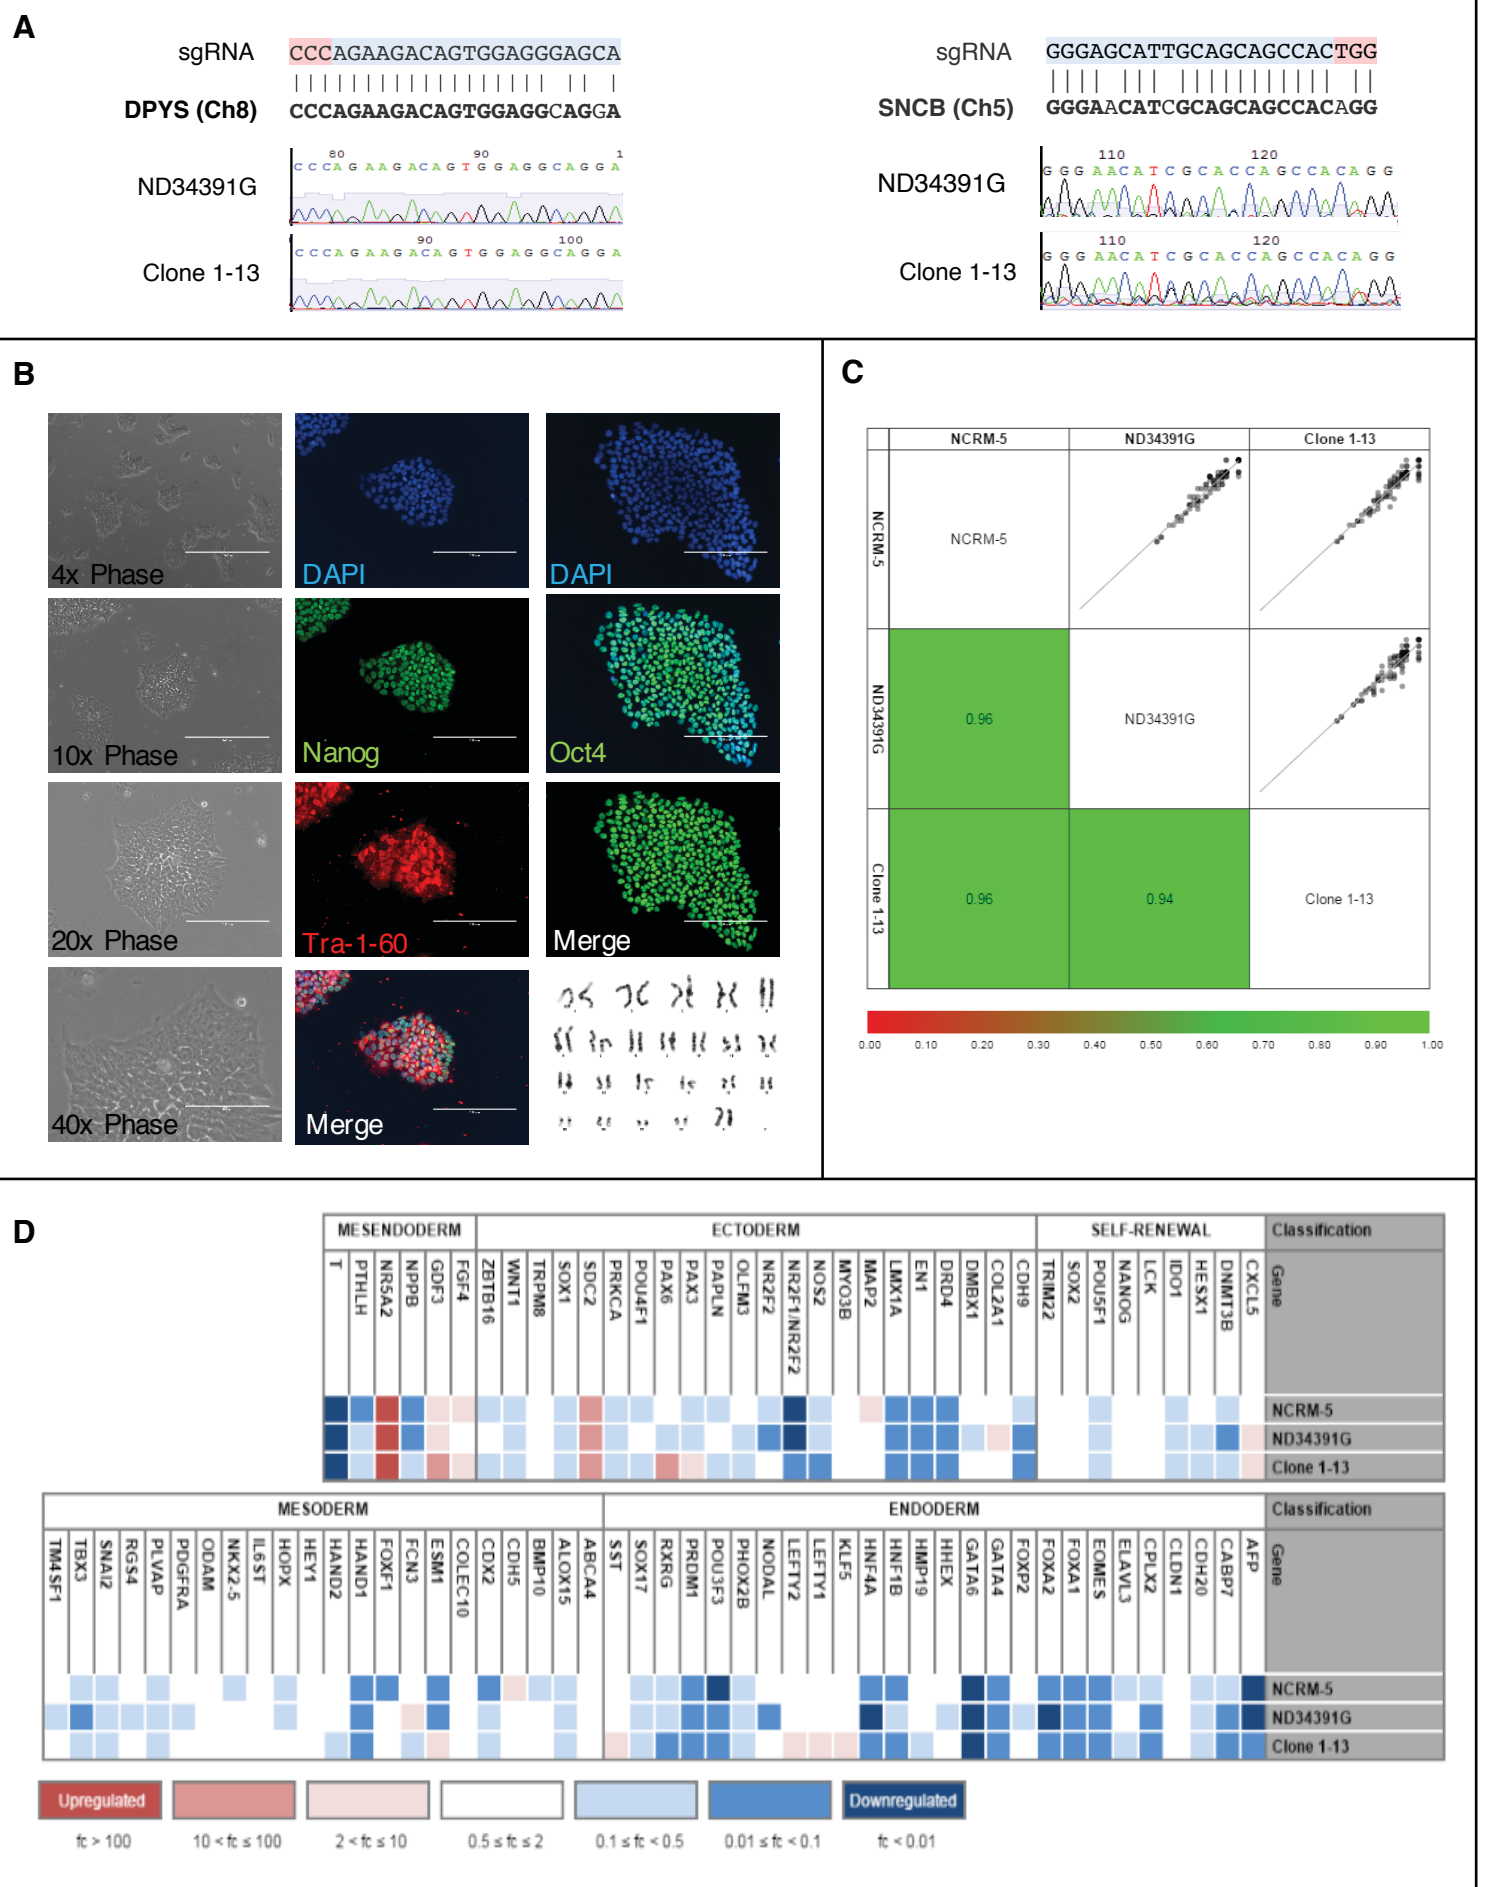 A
sgRNA
CCCAGAAGACAGTGGAGGGAGCA
DPYS (Ch8)
CCCAGAAGACAGTGGAGGCAGGA
80 90 1
ND34391G
C C C A G A A G A C A G T G G A G G C A G G A
90 100
Clone 1-13
C C C A G A A G A C A G T G G A G G C A G G A
sgRNA
GGGAGCATTGCAGCAGCCACTGG
SNCB (Ch5)
GGGAACATCGCAGCAGCCACAGG
110 120
ND34391G
G G G A A C A T C G C A C C A G C C A C A G G
110 120
Clone 1-13
G G G A A C A T C G C A C C A G C C A C A G G
B
4x Phase
DAPI
DAPI
10x Phase
Nanog
Oct4
20x Phase
Tra-1-60
Merge
40x Phase
Merge
C
NCRM-5 ND34391G Clone 1-13
NCRM-5
NCRM-5
ND34391G
0.96
ND34391G
Clone 1-13
0.96
0.94
Clone 1-13
0.00 0.10 0.20 0.30 0.40 0.50 0.60 0.70 0.80 0.90 1.00
D
MESENDODERM ECTODERM SELF-RENEWAL Classification
T PTHLH NR5A2 NPPB GDF3 FGF4 ZBTB16 WNT1 TRPM8 SOX1 SDC2 PRKCA POU4F1 PAX6 PAX3 PAPLN OLFM3 NR2F2 NR2F1/NR2F2 NOS2 MYO3B MAP2 LMX1A EN1 DRD4 DMBX1 COL2A1 CDH9 TRIM22 SOX2 POU5F1 NANOG LCK IDO1 HESX1 DNMT3B CXCL5 Gene
NCRM-5
ND34391G
Clone 1-13
MESODERM ENDODERM Classification
TM4SF1 TBX3 SNAI2 RGS4 PLVAP PDGFRA ODAM NKX2-5 IL6ST HOPX HEY1 HAND2 HAND1 FOXF1 FCN3 ESM1 COLEC10 CDX2 CDH5 BMP10 ALOX15 ABCA4 SST SOX17 RXRG PRDM1 POU3F3 PHOX2B NODAL LEFTY2 LEFTY1 KLF5 HNF4A HNF1B HMP19 HHEX GATA6 GATA4 FOXP2 FOXA2 FOXA1 EOMES ELAVL3 CPLX2 CLDN1 CDH20 CABP7 AFP Gene
NCRM-5
ND34391G
Clone 1-13
Upregulated Downregulated
fc > 100 10 < fc ≤ 100 2 < fc ≤ 10 0.5 ≤ fc ≤ 2 0.1 ≤ fc < 0.5 0.01 ≤ fc < 0.1 fc < 0.01